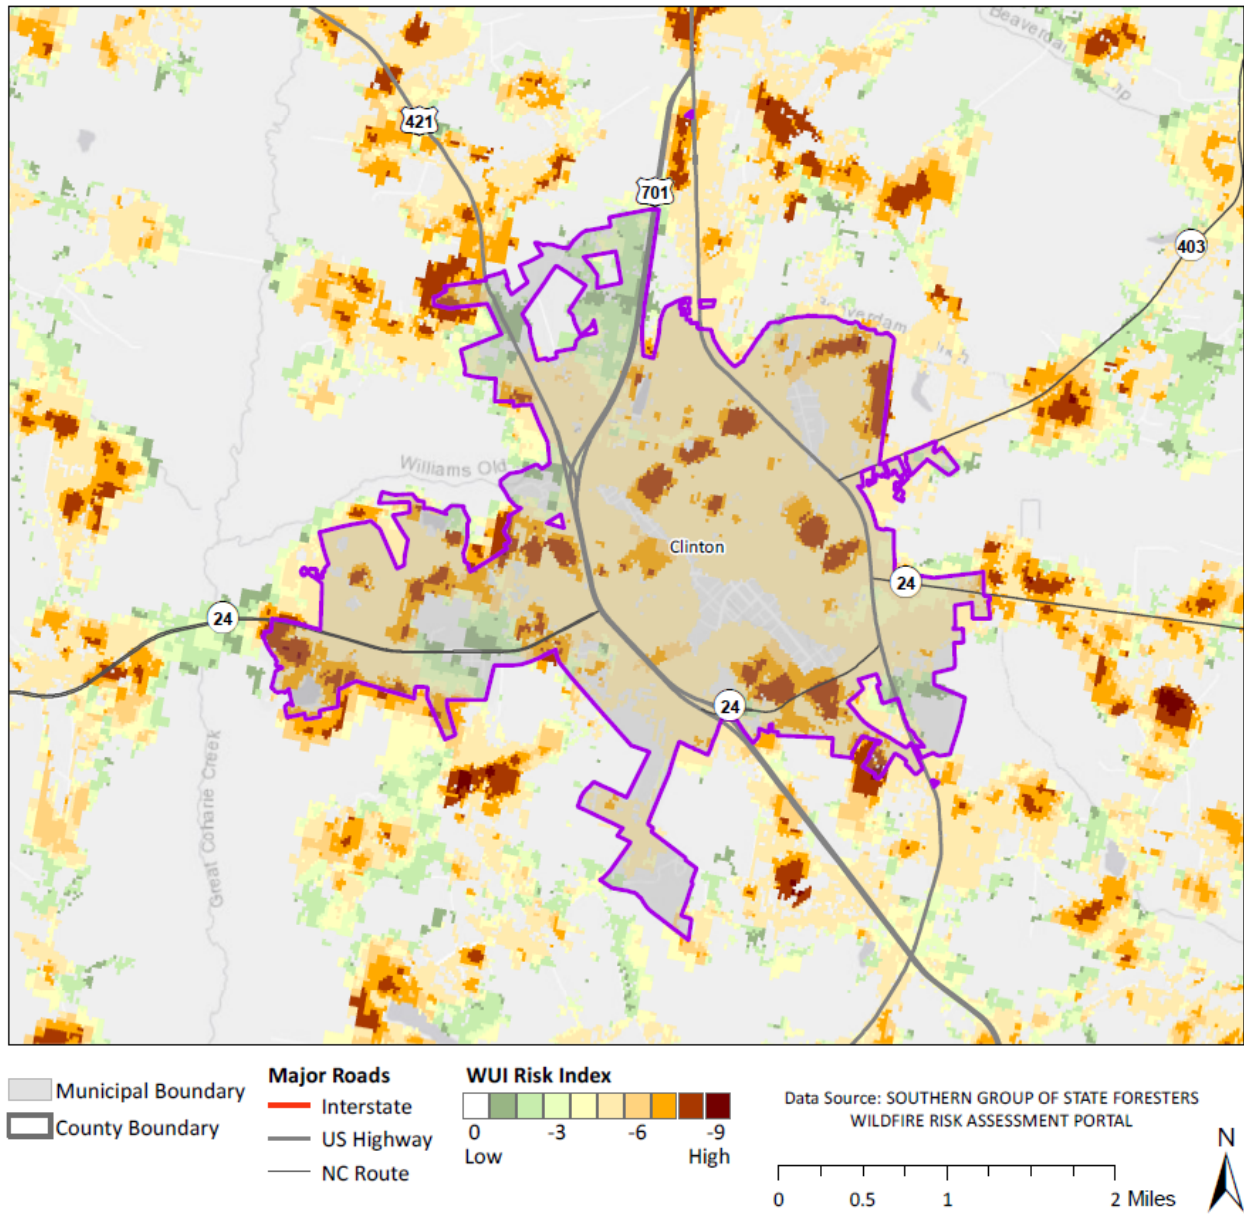 Beaverdam
421
701
403
Williams Old
Clinton
24
24
24
Great Coharie Creek
Municipal Boundary
County Boundary
Major Roads
Interstate
US Highway
NC Route
WUI Risk Index
0 -3 -6 -9
Low High
Data Source: SOUTHERN GROUP OF STATE FORESTERS
WILDFIRE RISK ASSESSMENT PORTAL
N
0 0.5 1 2 Miles